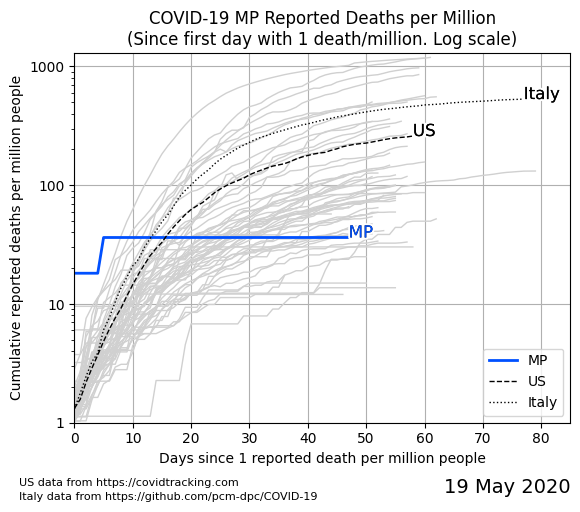 COVID-19 MP Reported Deaths per Million
(Since first day with 1 death/million. Log scale)
Cumulative reported deaths per million people
1000
100
10
1
Italy
US
MP
MP
US
Italy
0 10 20 30 40 50 60 70 80
Days since 1 reported death per million people
US data from https://covidtracking.com
Italy data from https://github.com/pcm-dpc/COVID-19
19 May 2020